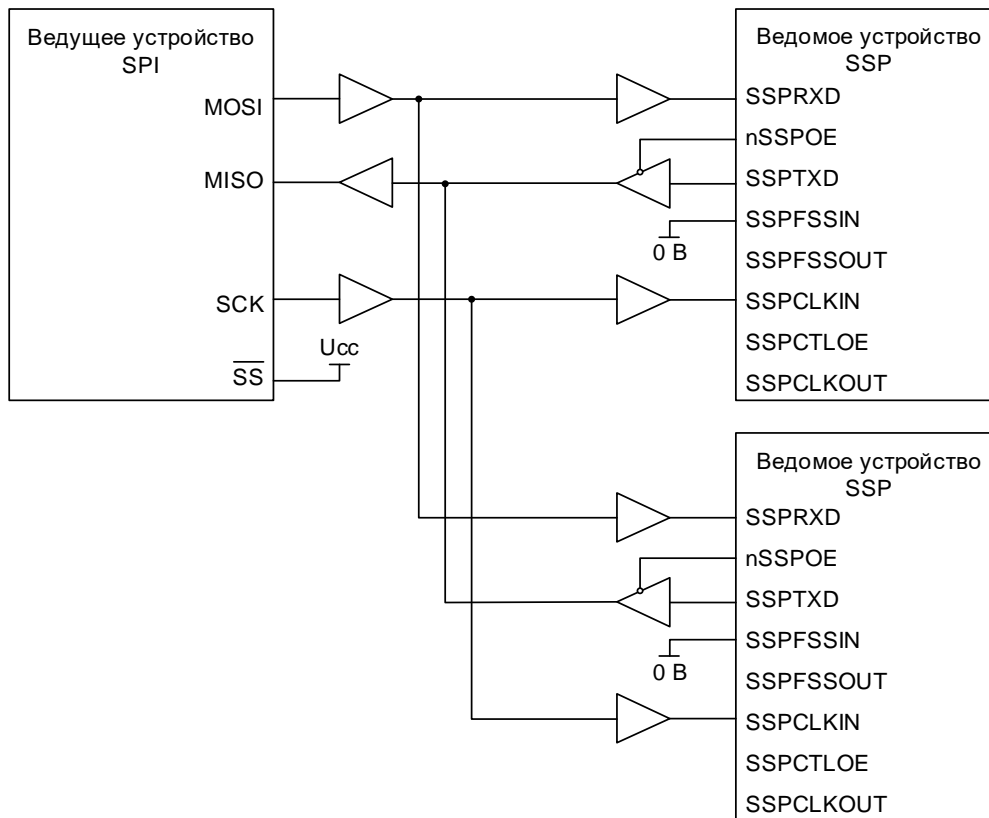 Ведущее устройство
SPI
MOSI
MISO
SCK
SS
Ucc
Ведомое устройство
SSP
SSPRXD
nSSPOE
SSPTXD
SSPFSSIN
0 В
SSPFSSOUT
SSPCLKIN
SSPCTLOE
SSPCLKOUT
Ведомое устройство
SSP
SSPRXD
nSSPOE
SSPTXD
SSPFSSIN
0 В
SSPFSSOUT
SSPCLKIN
SSPCTLOE
SSPCLKOUT